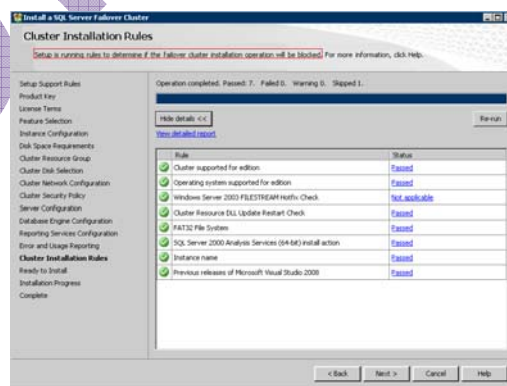 Install a SQL Server Failover Cluster
Cluster Installation Rules
Setup is running rules to determine if the failover cluster installation operation will be blocked. For more information, click Help.
Setup Support Rules
Product Key
License Terms
Feature Selection
Instance Configuration
Disk Space Requirements
Cluster Resource Group
Cluster Disk Selection
Cluster Network Configuration
Cluster Security Policy
Server Configuration
Database Engine Configuration
Reporting Services Configuration
Error and Usage Reporting
Cluster Installation Rules
Ready to Install
Installation Progress
Complete
Operation completed. Passed: 7. Failed 0. Warning 0. Skipped 1.
Hide details <<
Re-run
View detailed report
Rule Status
Cluster supported for edition Passed
Operating system supported for edition Passed
Windows Server 2003 FILESTREAM Hotfix Check Not applicable
Cluster Resource DLL Update Restart Check Passed
FAT32 File System Passed
SQL Server 2000 Analysis Services (64-bit) install action Passed
Instance name Passed
Previous releases of Microsoft Visual Studio 2008 Passed
< Back Next > Cancel Help